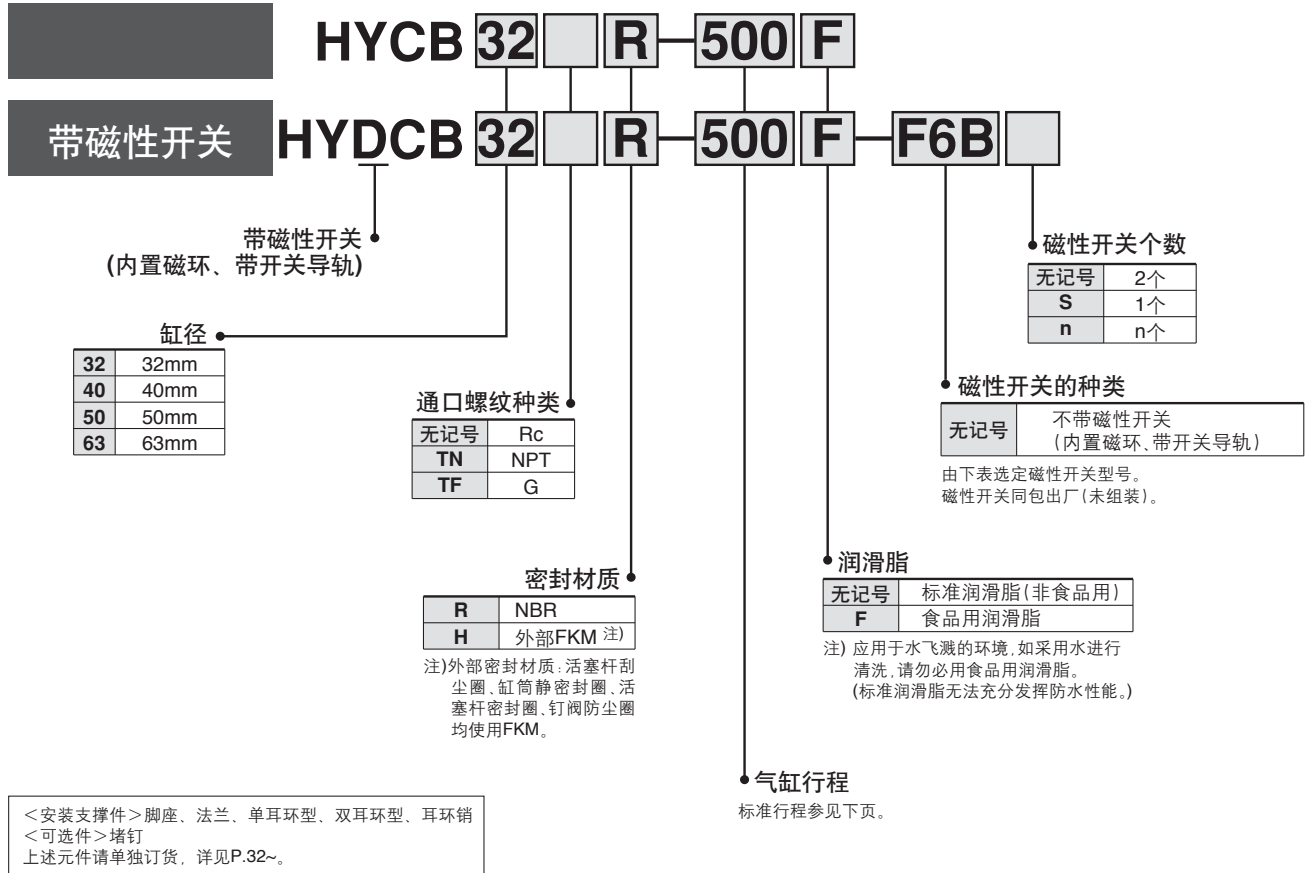 HYCB 32 R-500 F
带磁性开关 HYDCB 32 R-500 F-F6B
带磁性开关
(内置磁环、带开关导轨)
缸径
32 32mm
40 40mm
50 50mm
63 63mm
通口螺纹种类
无记号 Rc
TN NPT
TF G
密封材质
R NBR
H 外部FKM 注)
注)外部密封材质:活塞杆刮
尘圈、缸筒静密封圈、活
塞杆密封圈、钉阀防尘圈
均使用FKM。
磁性开关个数
无记号 2个
S 1个
n n个
磁性开关的种类
无记号 不带磁性开关
(内置磁环、带开关导轨)
由下表选定磁性开关型号。
磁性开关同包出厂(未组装)。
润滑脂
无记号 标准润滑脂(非食品用)
F 食品用润滑脂
注) 应用于水飞溅的环境,如采用水进行
清洗,请勿必用食品用润滑脂。
(标准润滑脂无法充分发挥防水性能。)
气缸行程
标准行程参见下页。
<安装支撑件>脚座、法兰、单耳环型、双耳环型、耳环销
<可选件>堵钉
上述元件请单独订货,详见P.32~。